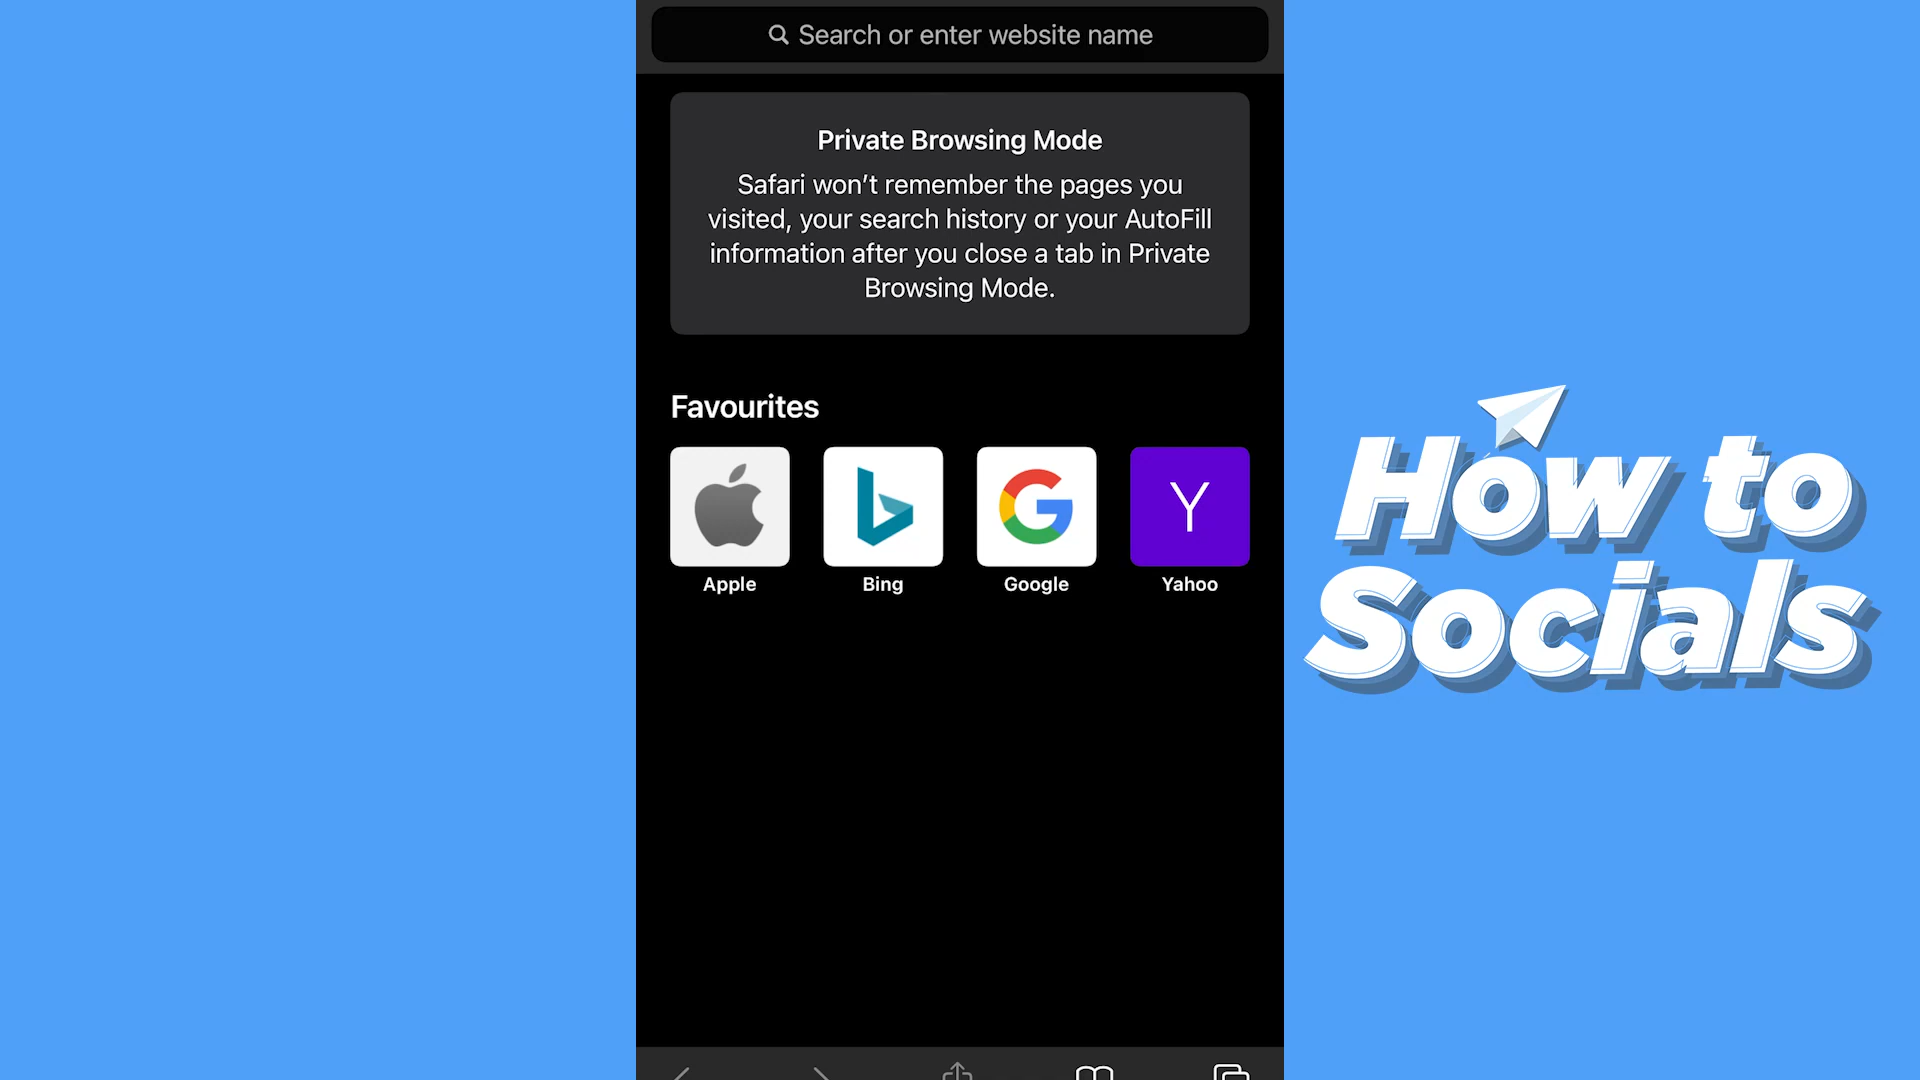 Search or enter website name
Private Browsing Mode
Safari won't remember the pages you
visited, your search history or your AutoFill
information after you close a tab in Private
Browsing Mode.
Favourites
Apple
Bing
Google
Y
Yahoo
How to
Socials